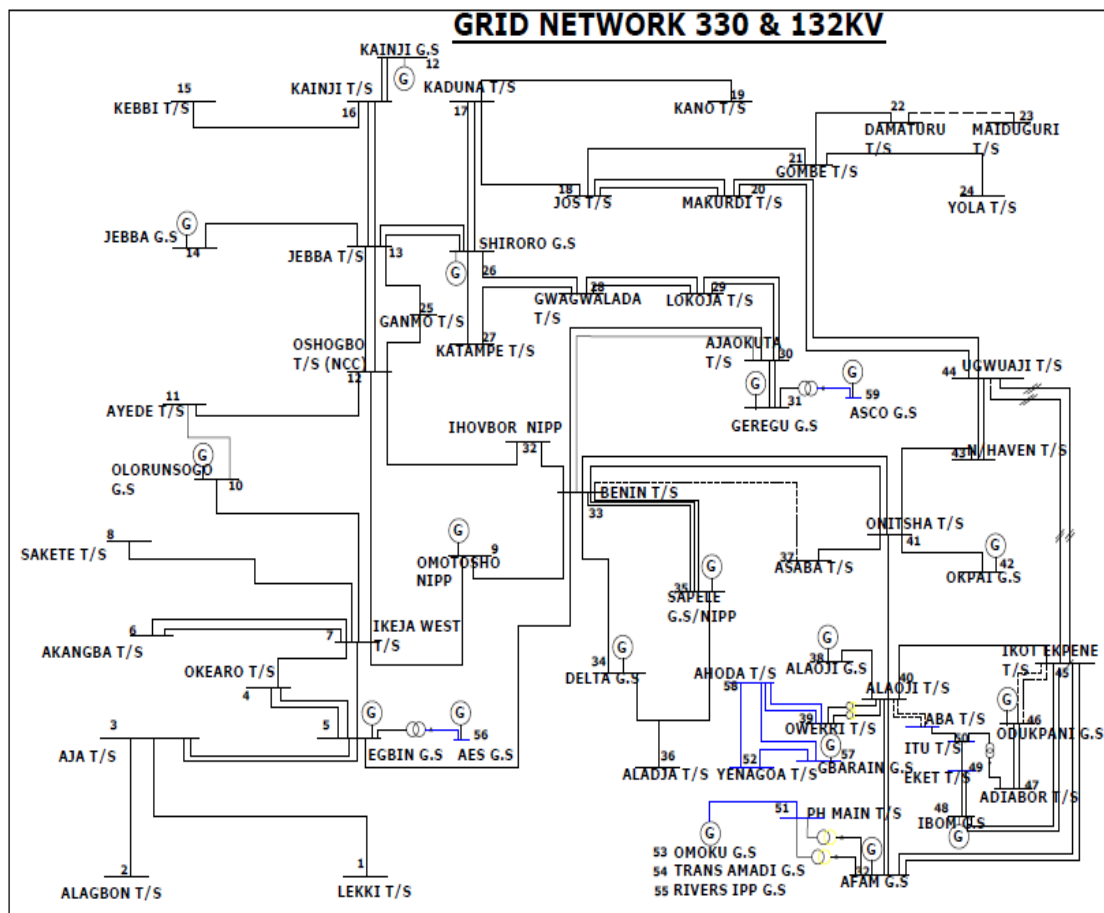 GRID NETWORK 330 & 132KV
KAINJI G.S
12
G
15
KEBBI T/S
KAINJI T/S
16
KADUNA T/S
17
19
KANO T/S
22
DAMATURU
T/S
23
MAIDUGURI
T/S
21
GOMBE T/S
18
JOS T/S
20
MAKURDI T/S
24
YOLA T/S
G
JEBBA G.S
14
JEBBA T/S
13
SHIRORO G.S
G
26
28
GWAGWALADA
T/S
29
LOKOJA T/S
25
GANMO T/S
27
KATAMPE T/S
OSHOGBO
T/S (NCC)
12
AJAOKUTA
T/S
30
G
31
GEREGU G.S
G
59
ASCO G.S
44
UGWUAJI T/S
11
AYEDE T/S
IHOVBOR NIPP
32
43
N/HAVEN T/S
G
OLORUNSOGO
G.S
10
BENIN T/S
33
ONITSHA T/S
41
8
SAKETE T/S
G
9
OMOTOSHO
NIPP
37
ASABA T/S
G
42
OKPAI G.S
35
G
SAPELE
G.S/NIPP
6
AKANGBA T/S
7
IKEJA WEST
T/S
OKEARO T/S
4
34
G
DELTA G.S
G
38
ALAOJI G.S
40
ALAOJI T/S
IKOT EKPENE
T/S
45
AHODA T/S
58
39
OWERRI T/S
ABA T/S
G
46
ODUKPANI G.S
3
AJA T/S
5
G
EGBIN G.S
G
56
AES G.S
36
ALADJA T/S
52
YENAGOA T/S
G
57
GBARAIN G.S
50
ITU T/S
49
EKET T/S
47
ADIABOR T/S
51
PH MAIN T/S
48
IBOM G.S
G
G
53 OMOKU G.S
54 TRANS AMADI G.S
55 RIVERS IPP G.S
G
32
AFAM G.S
2
ALAGBON T/S
1
LEKKI T/S